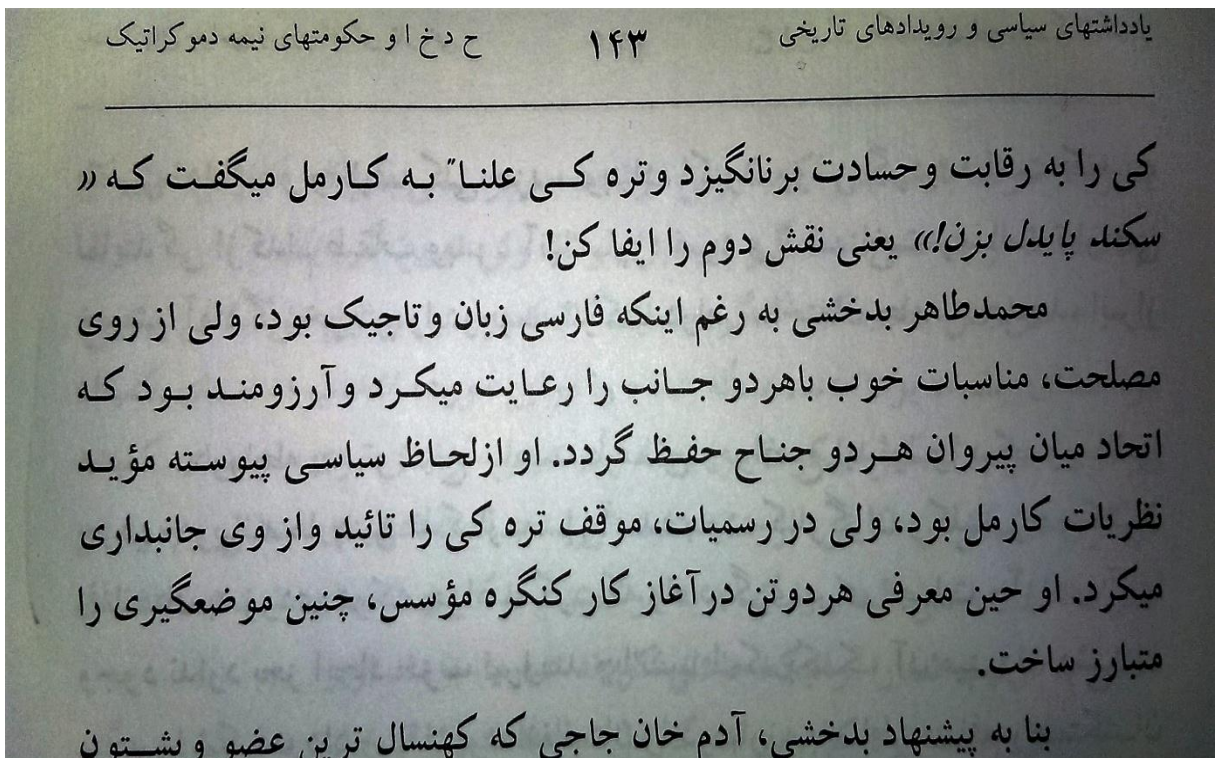 یادداشتهای سیاسی و رویدادهای تاریخی ۱۴۳ ح د خ ا و حکومتهای نیمه دموکراتیک
کی را به رقابت و حسادت برنانگیزد و تره کی علناً به کارمل میگفت که «
سکند پایدل بزن!» یعنی نقش دوم را ایفا کن!
محمدطاهر بدخشی به رغم اینکه فارسی زبان و تاجیک بود، ولی از روی
مصلحت، مناسبات خوب باهردو جانب را رعایت میکرد و آرزومند بود که
اتحاد میان پیروان هردو جناح حفظ گردد. او ازلحاظ سیاسی پیوسته مؤید
نظریات کارمل بود، ولی در رسمیات، موقف تره کی را تائید واز وی جانبداری
میکرد. او حین معرفی هردوتن درآغاز کار کنگره مؤسس، چنین موضعگیری را
متبارز ساخت.
بنا به پیشنهاد بدخشی، آدم خان جاجی که کهنسال ترین عضو و پشتون